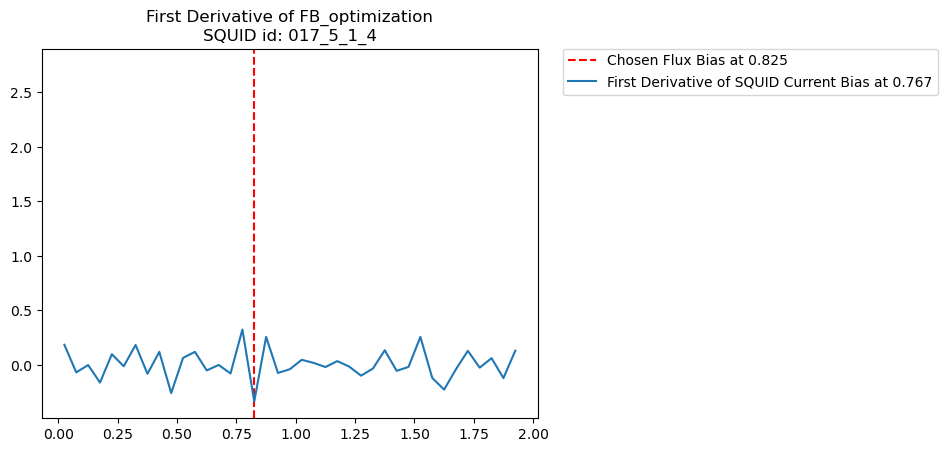 First Derivative of FB_optimization
SQUID id: 017_5_1_4
Chosen Flux Bias at 0.825
First Derivative of SQUID Current Bias at 0.767
2.5
2.0
1.5
1.0
0.5
0.0
0.00 0.25 0.50 0.75 1.00 1.25 1.50 1.75 2.00